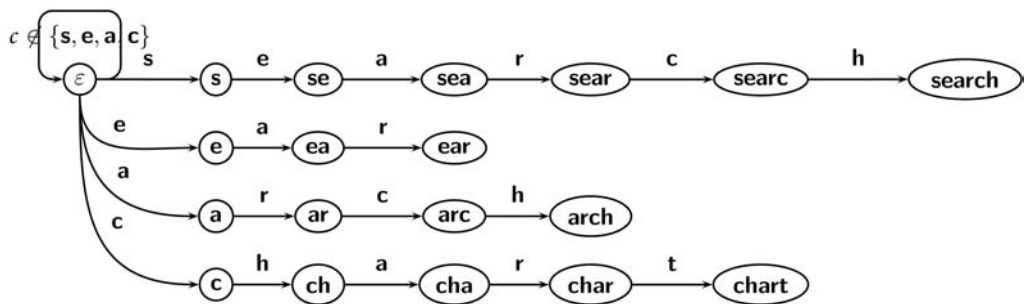 c ∉ {s, e, a, c}
s e a r c h
ε s se sea sear searc search
e a r
e ea ear
a r c h
a ar arc arch
c h a r t
c ch cha char chart